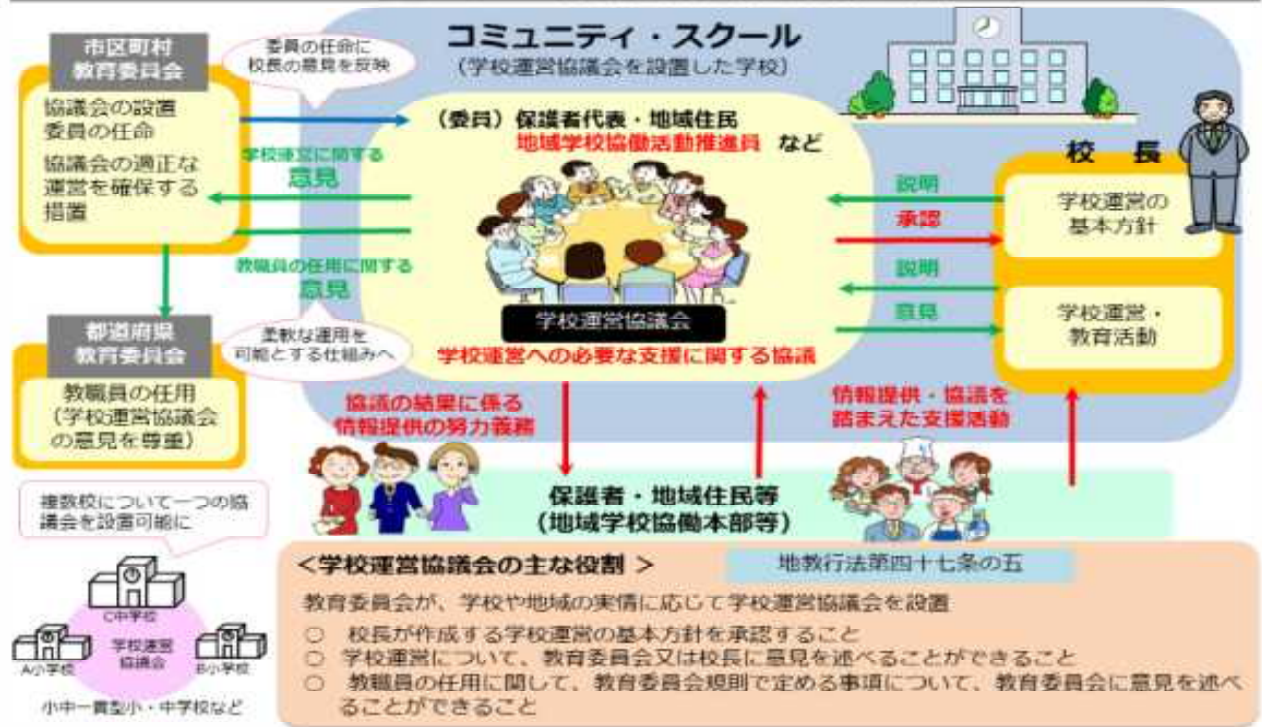 コミュニティ・スクール
(学校運営協議会を設置した学校)
市区町村
教育委員会
協議会の設置
委員の任命
協議会の適正な
運営を確保する
措置
委員の任命に
校長の意見を反映
学校運営に関する
意見
教職員の任用に関する
意見
柔軟な運用を
可能とする仕組みへ
都道府県
教育委員会
教職員の任用
(学校運営協議会
の意見を尊重)
(委員)保護者代表・地域住民
地域学校協働活動推進員 など
学校運営協議会
学校運営への必要な支援に関する協議
校 長
説明
承認
学校運営の
基本方針
説明
意見
学校運営・
教育活動
協議の結果に係る
情報提供の努力義務
情報提供・協議を
踏まえた支援活動
保護者・地域住民等
(地域学校協働本部等)
複数校について一つの協
議会を設置可能に
C中学校
学校運営
協議会
A小学校
B小学校
小中一貫型小・中学校など
<学校運営協議会の主な役割 >
地教行法第四十七条の五
教育委員会が、学校や地域の実情に応じて学校運営協議会を設置
○ 校長が作成する学校運営の基本方針を承認すること
○ 学校運営について、教育委員会又は校長に意見を述べることができること
○ 教職員の任用に関して、教育委員会規則で定める事項について、教育委員会に意見を述べ
ることができること